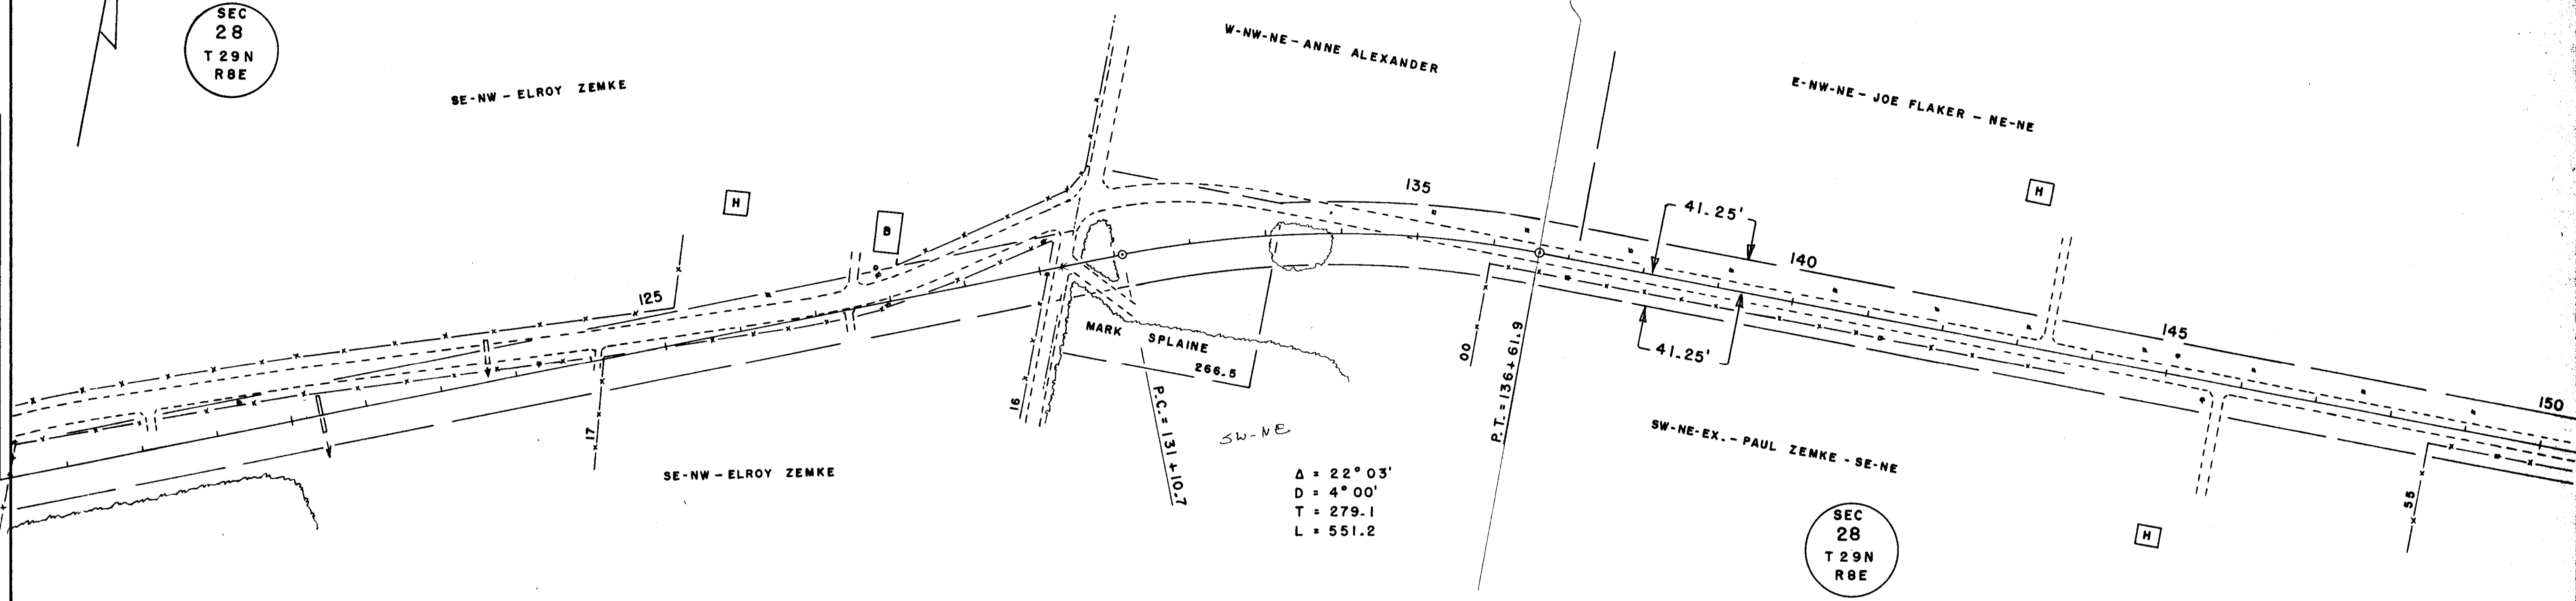 SEC
28
T 29N
R8E
SE-NW-ELROY ZEMKE
W-NW-NE-ANNE ALEXANDER
E-NW-NE-JOE FLAKER-NE-NE
H
B
H
125
135
41.25'
140
145
150
41.25'
MARK SPLAINE
266.5
16
17
00
55
P.C.=131+10.7
P.T.=136+61.9
SW-NE
SE-NW-ELROY ZEMKE
SW-NE-EX.-PAUL ZEMKE-SE-NE
Δ = 22°03'
D = 4°00'
T = 279.1
L = 551.2
SEC
28
T 29N
R8E
H